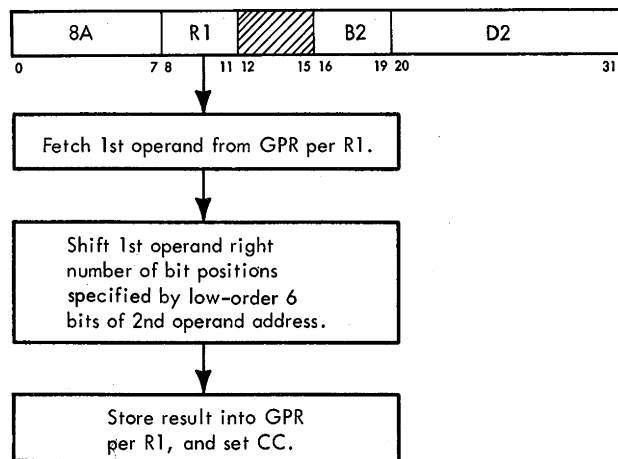 8A R1 B2 D2
0 7 8 11 12 15 16 19 20 31
Fetch 1st operand from GPR per R1.
Shift 1st operand right
number of bit positions
specified by low-order 6
bits of 2nd operand address.
Store result into GPR
per R1, and set CC.